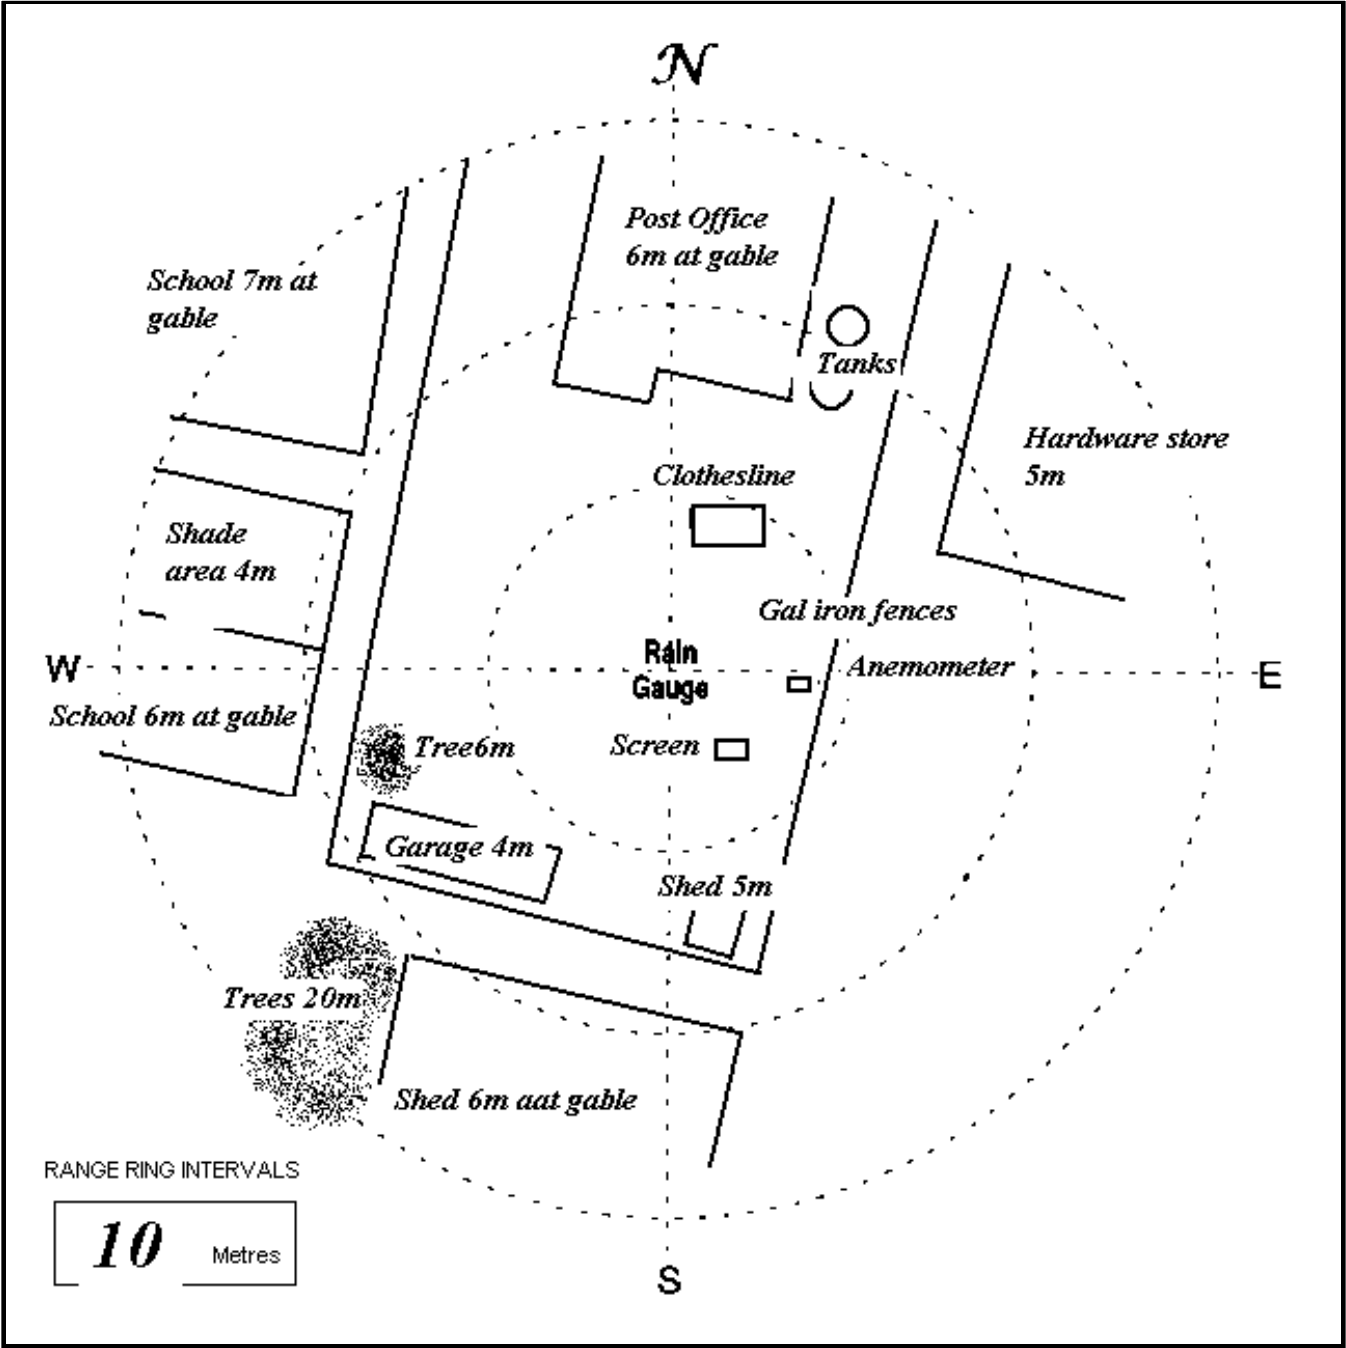 N
Post Office
6m at gable
School 7m at
gable
Tanks
Hardware store
5m
Clothesline
Shade
area 4m
Gal iron fences
Rain
Gauge
W
Anemometer
E
School 6m at gable
Tree6m
Screen
Garage 4m
Shed 5m
Trees 20m
Shed 6m aat gable
RANGE RING INTERVALS
10 Metres
S